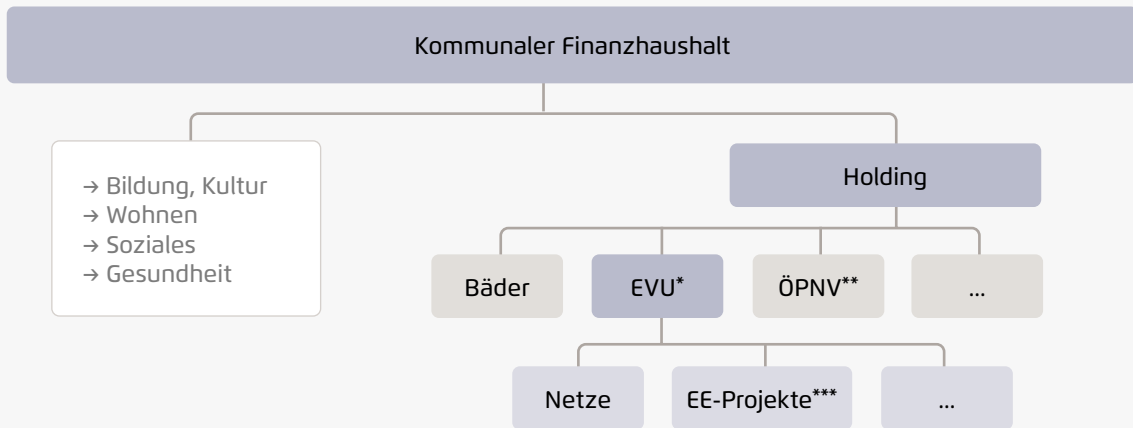 Kommunaler Finanzhaushalt
→ Bildung, Kultur
→ Wohnen
→ Soziales
→ Gesundheit
Holding
Bäder
EVU*
ÖPNV**
...
Netze
EE-Projekte***
...